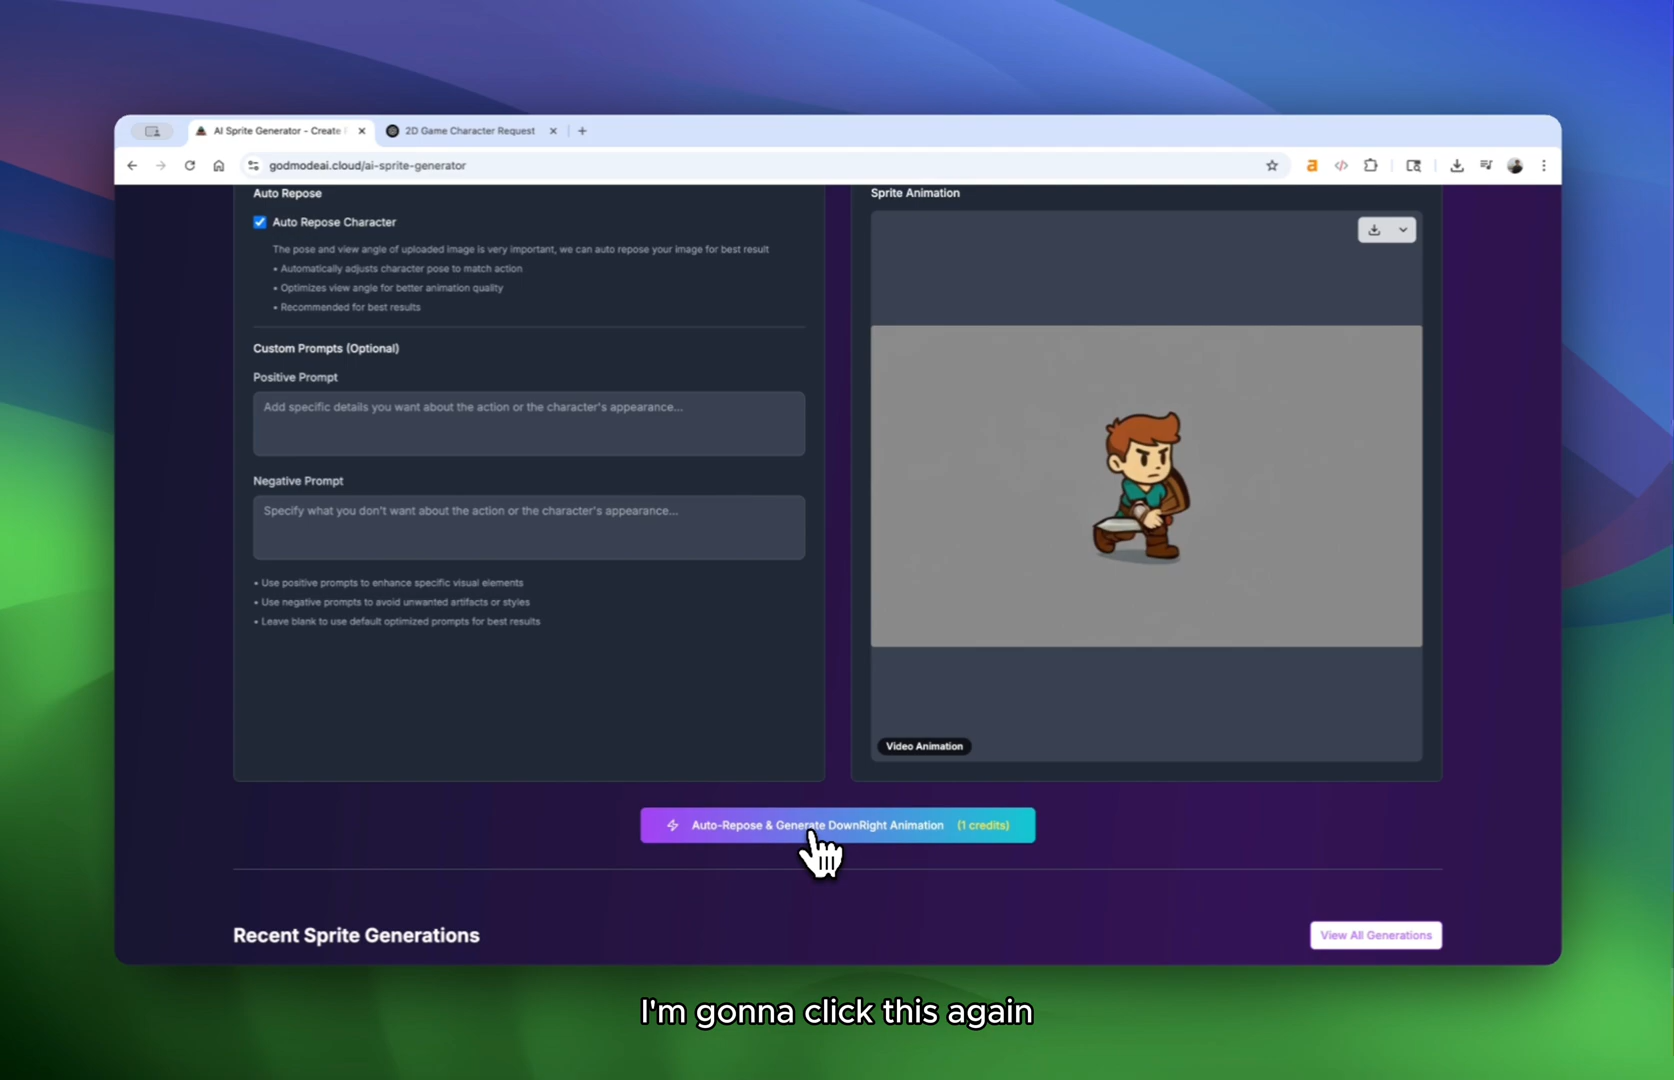 AI Sprite Generator - Create
2D Game Character Request
godmodeai.cloud/ai-sprite-generator
Auto Repose
Auto Repose Character
The pose and view angle of uploaded image is very important, we can auto repose your image for best result
• Automatically adjusts character pose to match action
• Optimizes view angle for better animation quality
• Recommended for best results
Custom Prompts (Optional)
Positive Prompt
Add specific details you want about the action or the character's appearance...
Negative Prompt
Specify what you don't want about the action or the character's appearance...
• Use positive prompts to enhance specific visual elements
• Use negative prompts to avoid unwanted artifacts or styles
• Leave blank to use default optimized prompts for best results
Sprite Animation
Video Animation
Auto-Repose & Generate DownRight Animation (1 credits)
Recent Sprite Generations
View All Generations
I'm gonna click this again